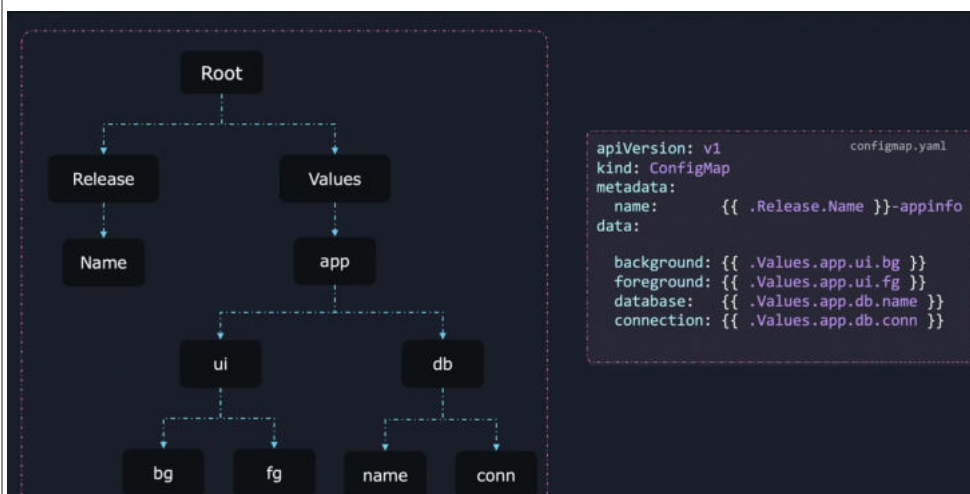 Root
Release
Values
Name
app
ui
db
bg
fg
name
conn
configmap.yaml
apiVersion: v1
kind: ConfigMap
metadata:
name: {{ .Release.Name }}-appinfo
data:
background: {{ .Values.app.ui.bg }}
foreground: {{ .Values.app.ui.fg }}
database: {{ .Values.app.db.name }}
connection: {{ .Values.app.db.conn }}